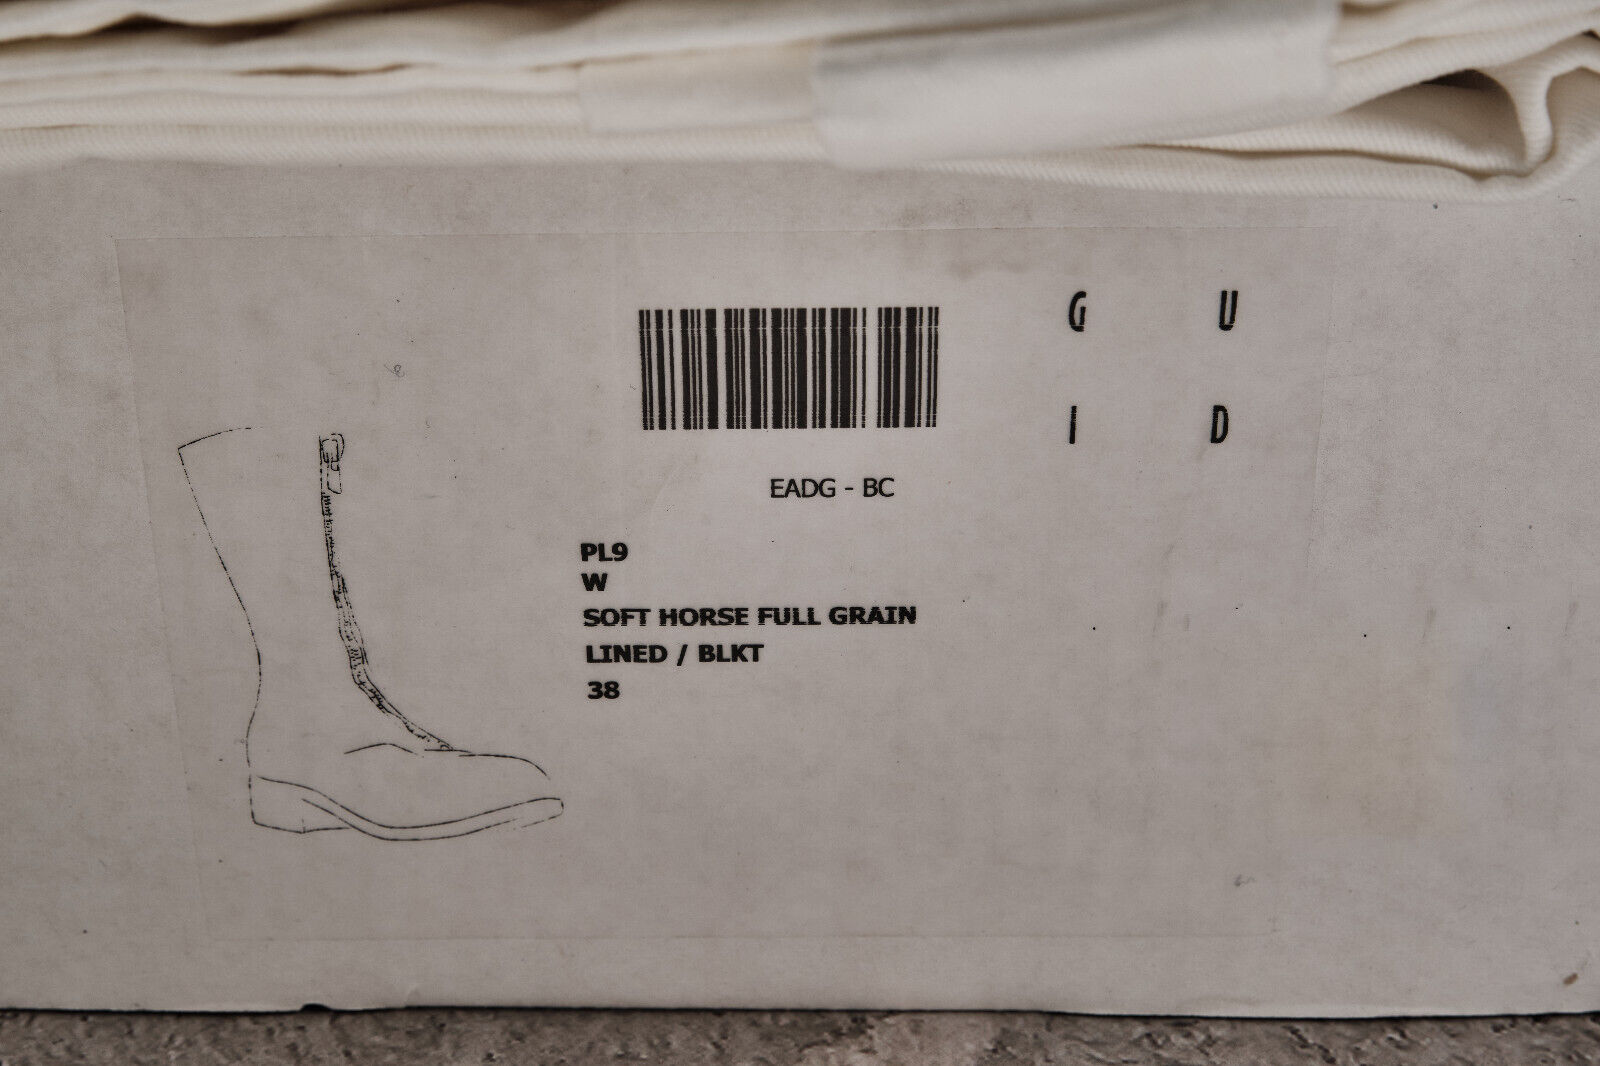 G U
I D
EADG - BC
PL9
W
SOFT HORSE FULL GRAIN
LINED / BLKT
38